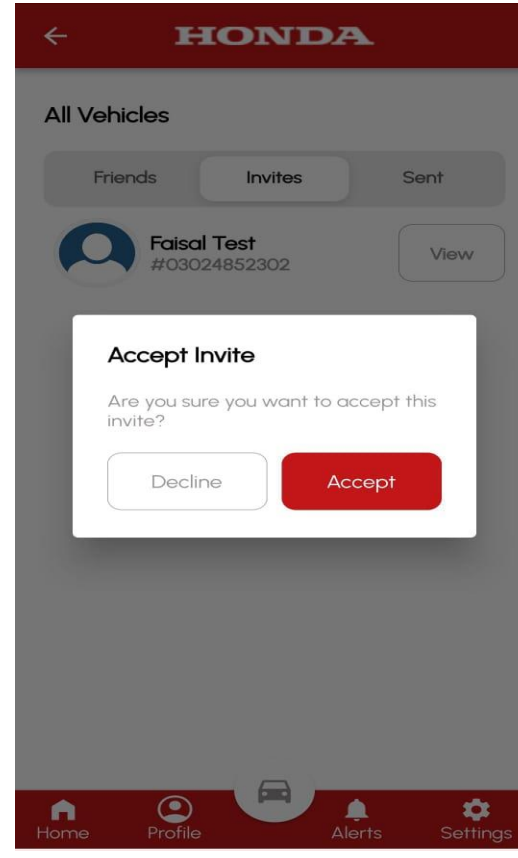 HONDA
All Vehicles
Friends Invites Sent
Faisal Test
#03024852302
View
Accept Invite
Are you sure you want to accept this
invite?
Decline Accept
Home Profile Alerts Settings